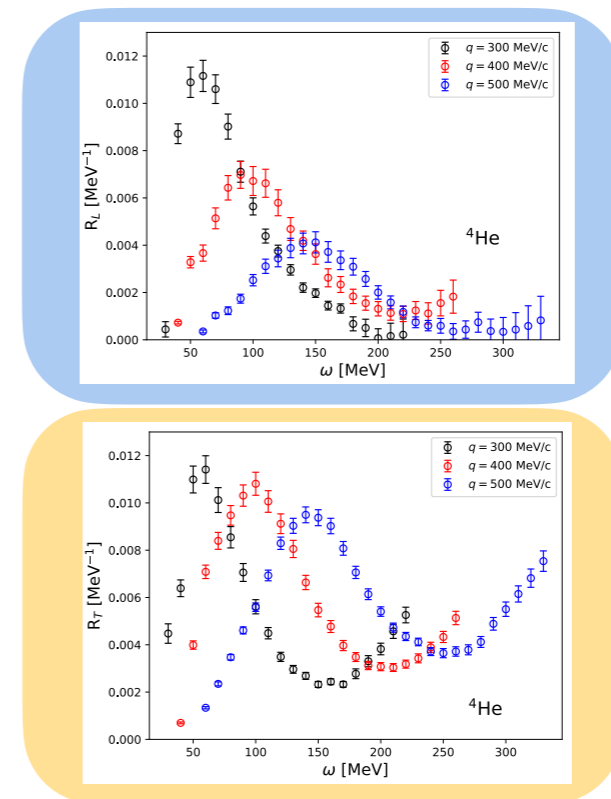 0.012
0.010
0.008
0.006
0.004
0.002
0.000
R_L [MeV⁻¹]
q = 300 MeV/c
q = 400 MeV/c
q = 500 MeV/c
⁴He
50 100 150 200 250 300
ω [MeV]
0.012
0.010
0.008
0.006
0.004
0.002
0.000
R_T [MeV⁻¹]
q = 300 MeV/c
q = 400 MeV/c
q = 500 MeV/c
⁴He
50 100 150 200 250 300
ω [MeV]